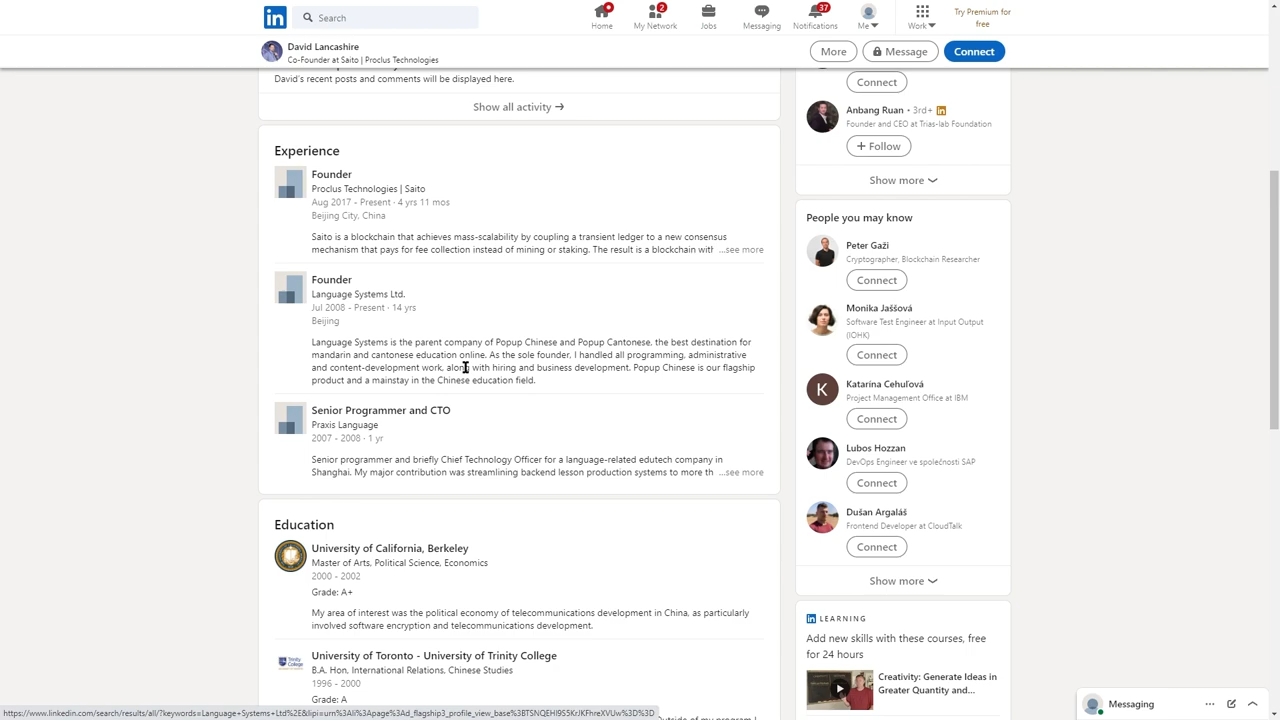 in
Search
Home
2
My Network
Jobs
Messaging
37
Notifications
Me
Work
Try Premium for
free
David Lancashire
Co-Founder at Saito | Proclus Technologies
More
Message
Connect
David's recent posts and comments will be displayed here.
Show all activity →
Experience
Founder
Proclus Technologies | Saito
Aug 2017 - Present · 4 yrs 11 mos
Beijing City, China
Saito is a blockchain that achieves mass-scalability by coupling a transient ledger to a new consensus
mechanism that pays for fee collection instead of mining or staking. The result is a blockchain with ...see more
Founder
Language Systems Ltd.
Jul 2008 - Present · 14 yrs
Beijing
Language Systems is the parent company of Popup Chinese and Popup Cantonese, the best destination for
mandarin and cantonese education online. As the sole founder, I handled all programming, administrative
and content-development work, along with hiring and business development. Popup Chinese is our flagship
product and a mainstay in the Chinese education field.
Senior Programmer and CTO
Praxis Language
2007 - 2008 · 1 yr
Senior programmer and briefly Chief Technology Officer for a language-related edutech company in
Shanghai. My major contribution was streamlining backend lesson production systems to more th ...see more
Education
University of California, Berkeley
Master of Arts, Political Science, Economics
2000 - 2002
Grade: A+
My area of interest was the political economy of telecommunications development in China, as particularly
involved software encryption and telecommunications development.
University of Toronto - University of Trinity College
B.A. Hon, International Relations, Chinese Studies
1996 - 2000
Grade: A
Connect
Anbang Ruan · 3rd+ in
Founder and CEO at Trias-lab Foundation
+ Follow
Show more
People you may know
Peter Gaži
Cryptographer, Blockchain Researcher
Connect
Monika Jaššová
Software Test Engineer at Input Output
(IOHK)
Connect
K
Katarína Cehuľová
Project Management Office at IBM
Connect
Lubos Hozzan
DevOps Engineer ve společnosti SAP
Connect
Dušan Argaláš
Frontend Developer at CloudTalk
Connect
Show more
in LEARNING
Add new skills with these courses, free
for 24 hours
Creativity: Generate Ideas in
Greater Quantity and...
Messaging